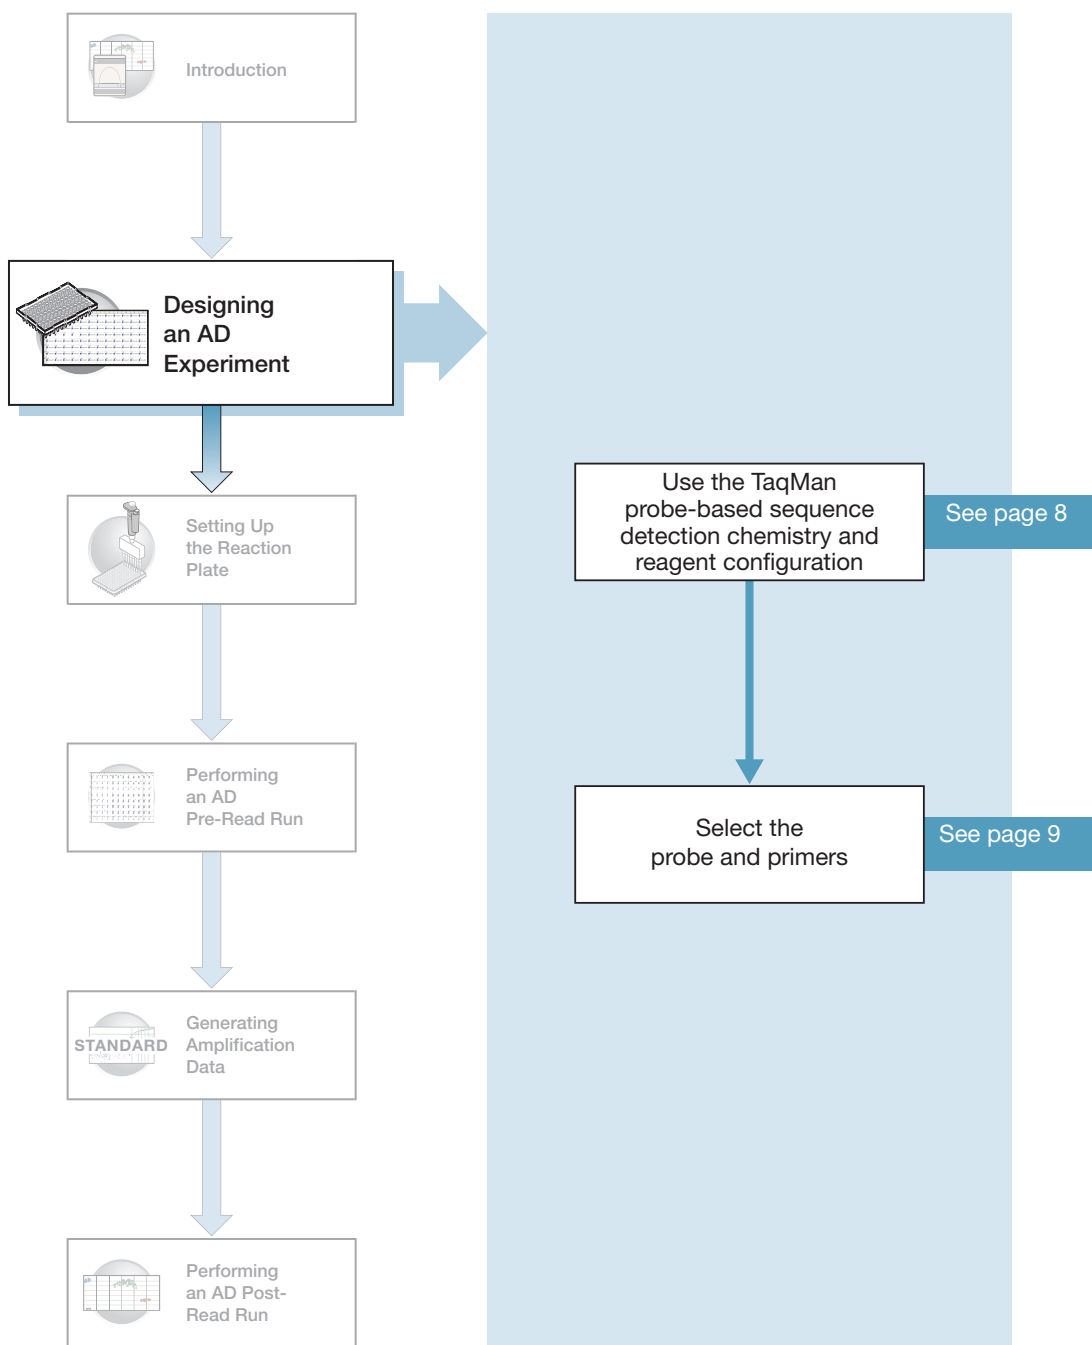 Introduction
Designing
an AD
Experiment
Setting Up
the Reaction
Plate
Performing
an AD
Pre-Read Run
STANDARD
Generating
Amplification
Data
Performing
an AD Post-
Read Run
Use the TaqMan
probe-based sequence
detection chemistry and
reagent configuration
See page 8
Select the
probe and primers
See page 9